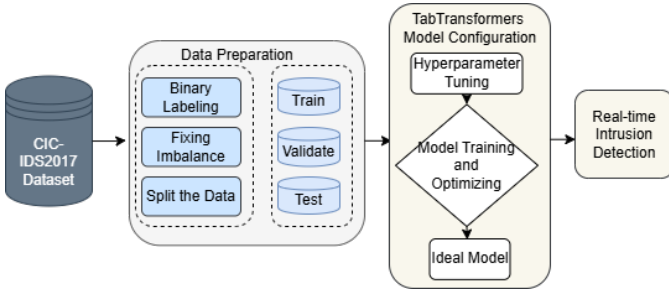 CIC-
IDS2017
Dataset
Data Preparation
Binary
Labeling
Fixing
Imbalance
Split the Data
Train
Validate
Test
TabTransformers
Model Configuration
Hyperparameter
Tuning
Model Training
and
Optimizing
Ideal Model
Real-time
Intrusion
Detection